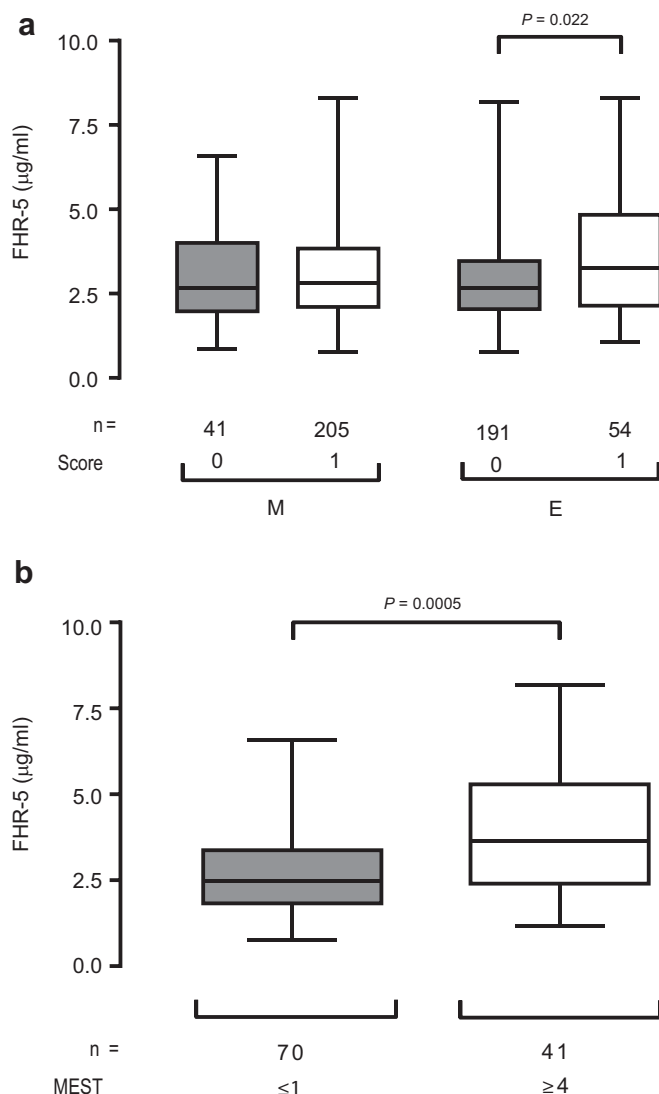 a
P = 0.022
10.0
7.5
5.0
2.5
0.0
FHR-5 (μg/ml)
n = 41 205 191 54
Score 0 1 0 1
M E
b
P = 0.0005
10.0
7.5
5.0
2.5
0.0
FHR-5 (μg/ml)
n = 70 41
MEST ≤1 ≥4